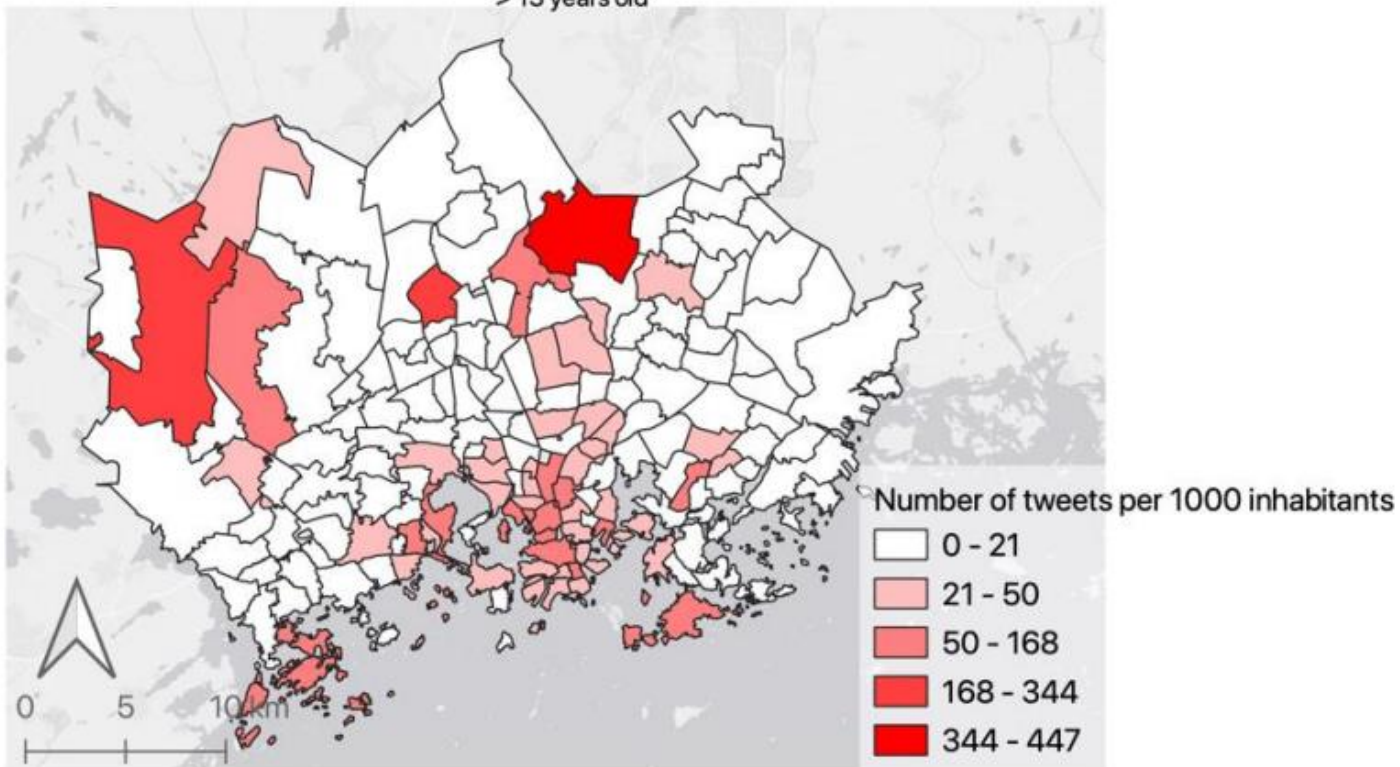 > 15 years old
Number of tweets per 1000 inhabitants
0 - 21
21 - 50
50 - 168
168 - 344
344 - 447
0 5 10 km